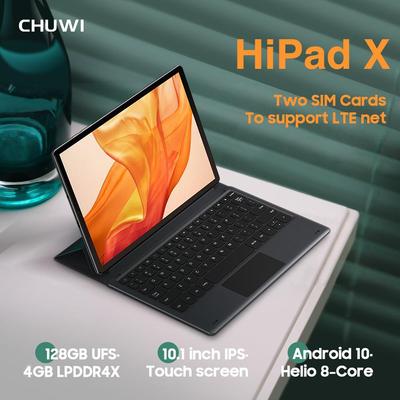 CHUWI
HiPad X
Two SIM Cards
To support LTE net
128GB UFS·
4GB LPDDR4X
10.1 inch IPS·
Touch screen
Android 10·
Helio 8-Core